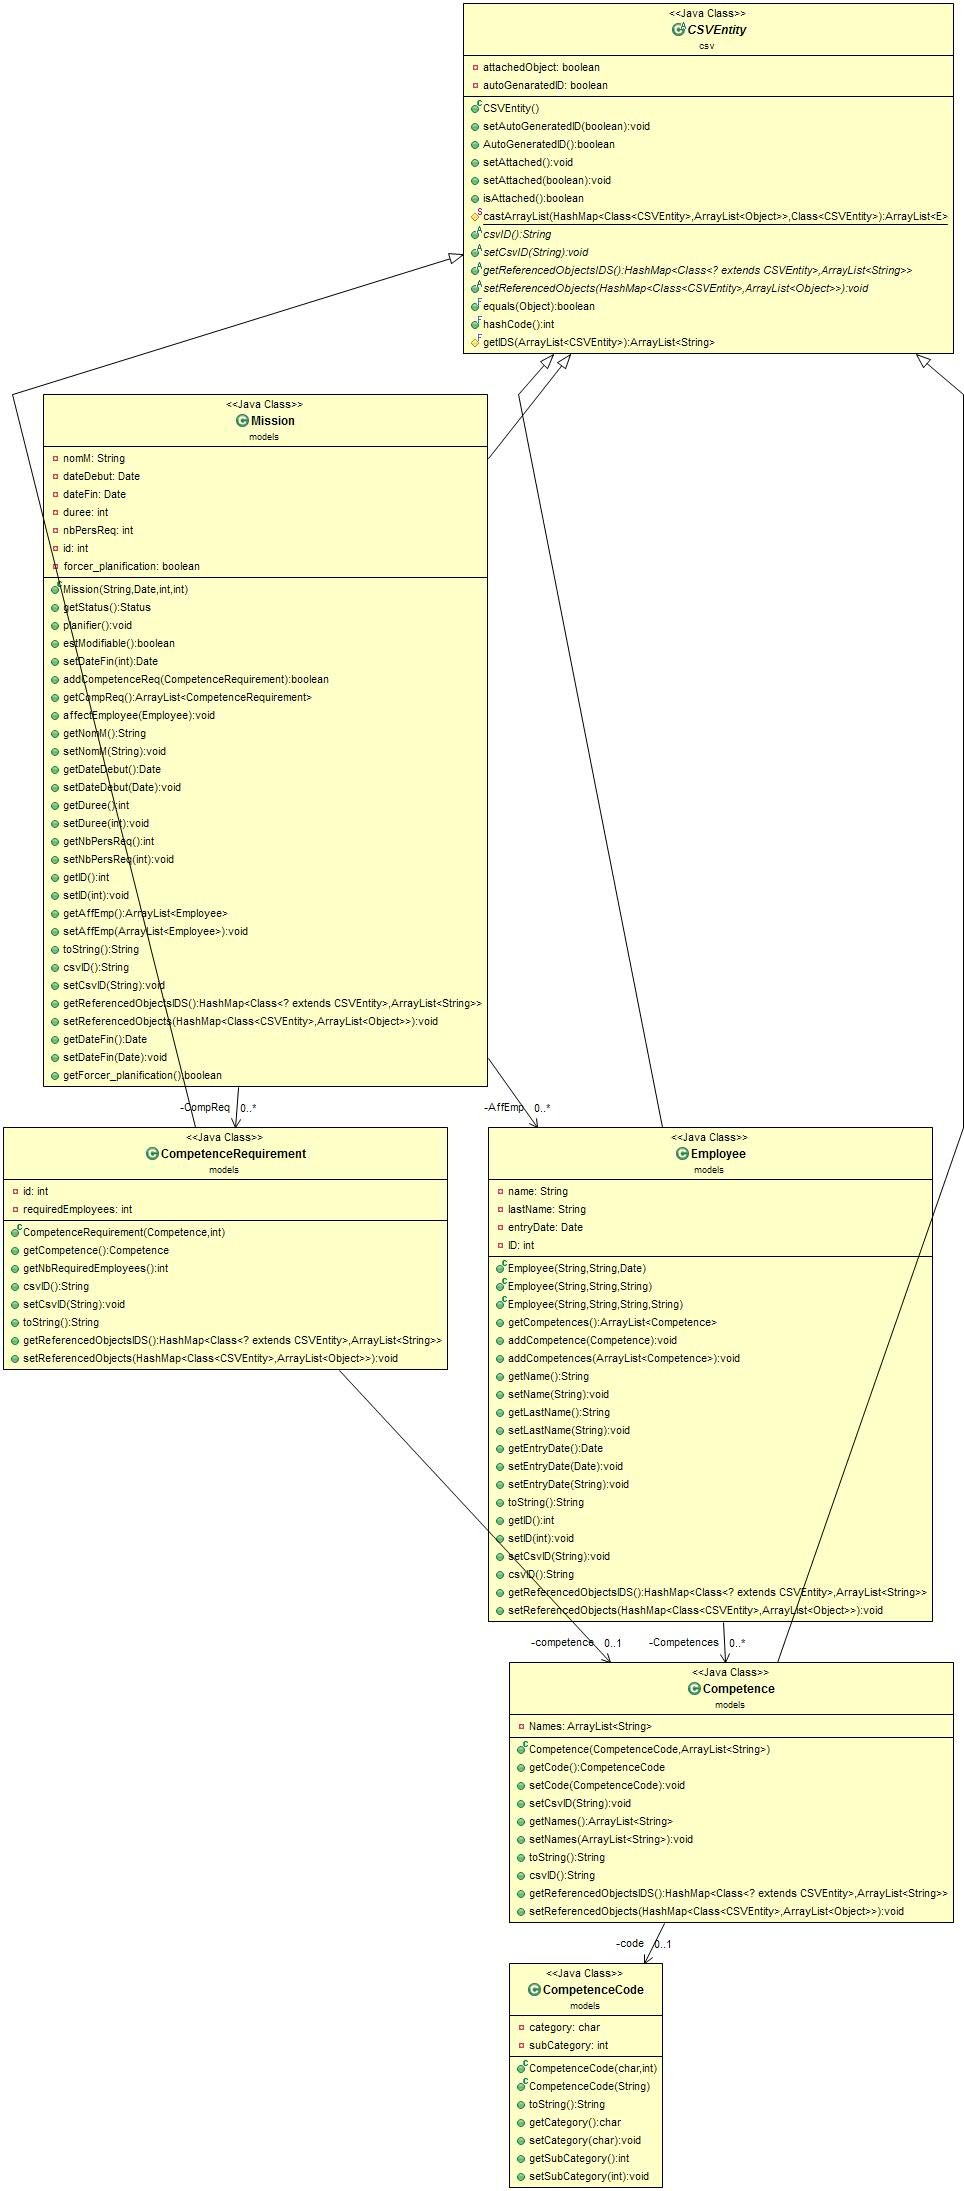 <<Java Class>>
CSVEntity
csv
attachedObject: boolean
autoGenaratedID: boolean
CSVEntity()
setAutoGeneratedID(boolean):void
AutoGeneratedID():boolean
setAttached():void
setAttached(boolean):void
isAttached():boolean
castArrayList(HashMap<Class<CSVEntity>,ArrayList<Object>>,Class<CSVEntity>):ArrayList<E>
csvID():String
setCsvID(String):void
getReferencedObjectsIDS():HashMap<Class<? extends CSVEntity>,ArrayList<String>>
setReferencedObjects(HashMap<Class<CSVEntity>,ArrayList<Object>>):void
equals(Object):boolean
hashCode():int
getIDS(ArrayList<CSVEntity>):ArrayList<String>
<<Java Class>>
Mission
models
nomM: String
dateDebut: Date
dateFin: Date
duree: int
nbPersReq: int
id: int
forcer_planification: boolean
Mission(String,Date,int,int)
getStatus():Status
planifier():void
estModifiable():boolean
setDateFin(int):Date
addCompetenceReq(CompetenceRequirement):boolean
getCompReq():ArrayList<CompetenceRequirement>
affectEmployee(Employee):void
getNomM():String
setNomM(String):void
getDateDebut():Date
setDateDebut(Date):void
getDuree():int
setDuree(int):void
getNbPersReq():int
setNbPersReq(int):void
getID():int
setID(int):void
getAffEmp():ArrayList<Employee>
setAffEmp(ArrayList<Employee>):void
toString():String
csvID():String
setCsvID(String):void
getReferencedObjectsIDS():HashMap<Class<? extends CSVEntity>,ArrayList<String>>
setReferencedObjects(HashMap<Class<CSVEntity>,ArrayList<Object>>):void
getDateFin():Date
setDateFin(Date):void
getForcer_planification():boolean
-CompReq 0..*
-AffEmp 0..*
<<Java Class>>
CompetenceRequirement
models
id: int
requiredEmployees: int
CompetenceRequirement(Competence,int)
getCompetence():Competence
getNbRequiredEmployees():int
csvID():String
setCsvID(String):void
toString():String
getReferencedObjectsIDS():HashMap<Class<? extends CSVEntity>,ArrayList<String>>
setReferencedObjects(HashMap<Class<CSVEntity>,ArrayList<Object>>):void
<<Java Class>>
Employee
models
name: String
lastName: String
entryDate: Date
ID: int
Employee(String,String,Date)
Employee(String,String,String)
Employee(String,String,String,String)
getCompetences():ArrayList<Competence>
addCompetence(Competence):void
addCompetences(ArrayList<Competence>):void
getName():String
setName(String):void
getLastName():String
setLastName(String):void
getEntryDate():Date
setEntryDate(Date):void
setEntryDate(String):void
toString():String
getID():int
setID(int):void
setCsvID(String):void
csvID():String
getReferencedObjectsIDS():HashMap<Class<? extends CSVEntity>,ArrayList<String>>
setReferencedObjects(HashMap<Class<CSVEntity>,ArrayList<Object>>):void
-competence 0..1
-Competences 0..*
<<Java Class>>
Competence
models
Names: ArrayList<String>
Competence(CompetenceCode,ArrayList<String>)
getCode():CompetenceCode
setCode(CompetenceCode):void
setCsvID(String):void
getNames():ArrayList<String>
setNames(ArrayList<String>):void
toString():String
csvID():String
getReferencedObjectsIDS():HashMap<Class<? extends CSVEntity>,ArrayList<String>>
setReferencedObjects(HashMap<Class<CSVEntity>,ArrayList<Object>>):void
-code 0..1
<<Java Class>>
CompetenceCode
models
category: char
subCategory: int
CompetenceCode(char,int)
CompetenceCode(String)
toString():String
getCategory():char
setCategory(char):void
getSubCategory():int
setSubCategory(int):void